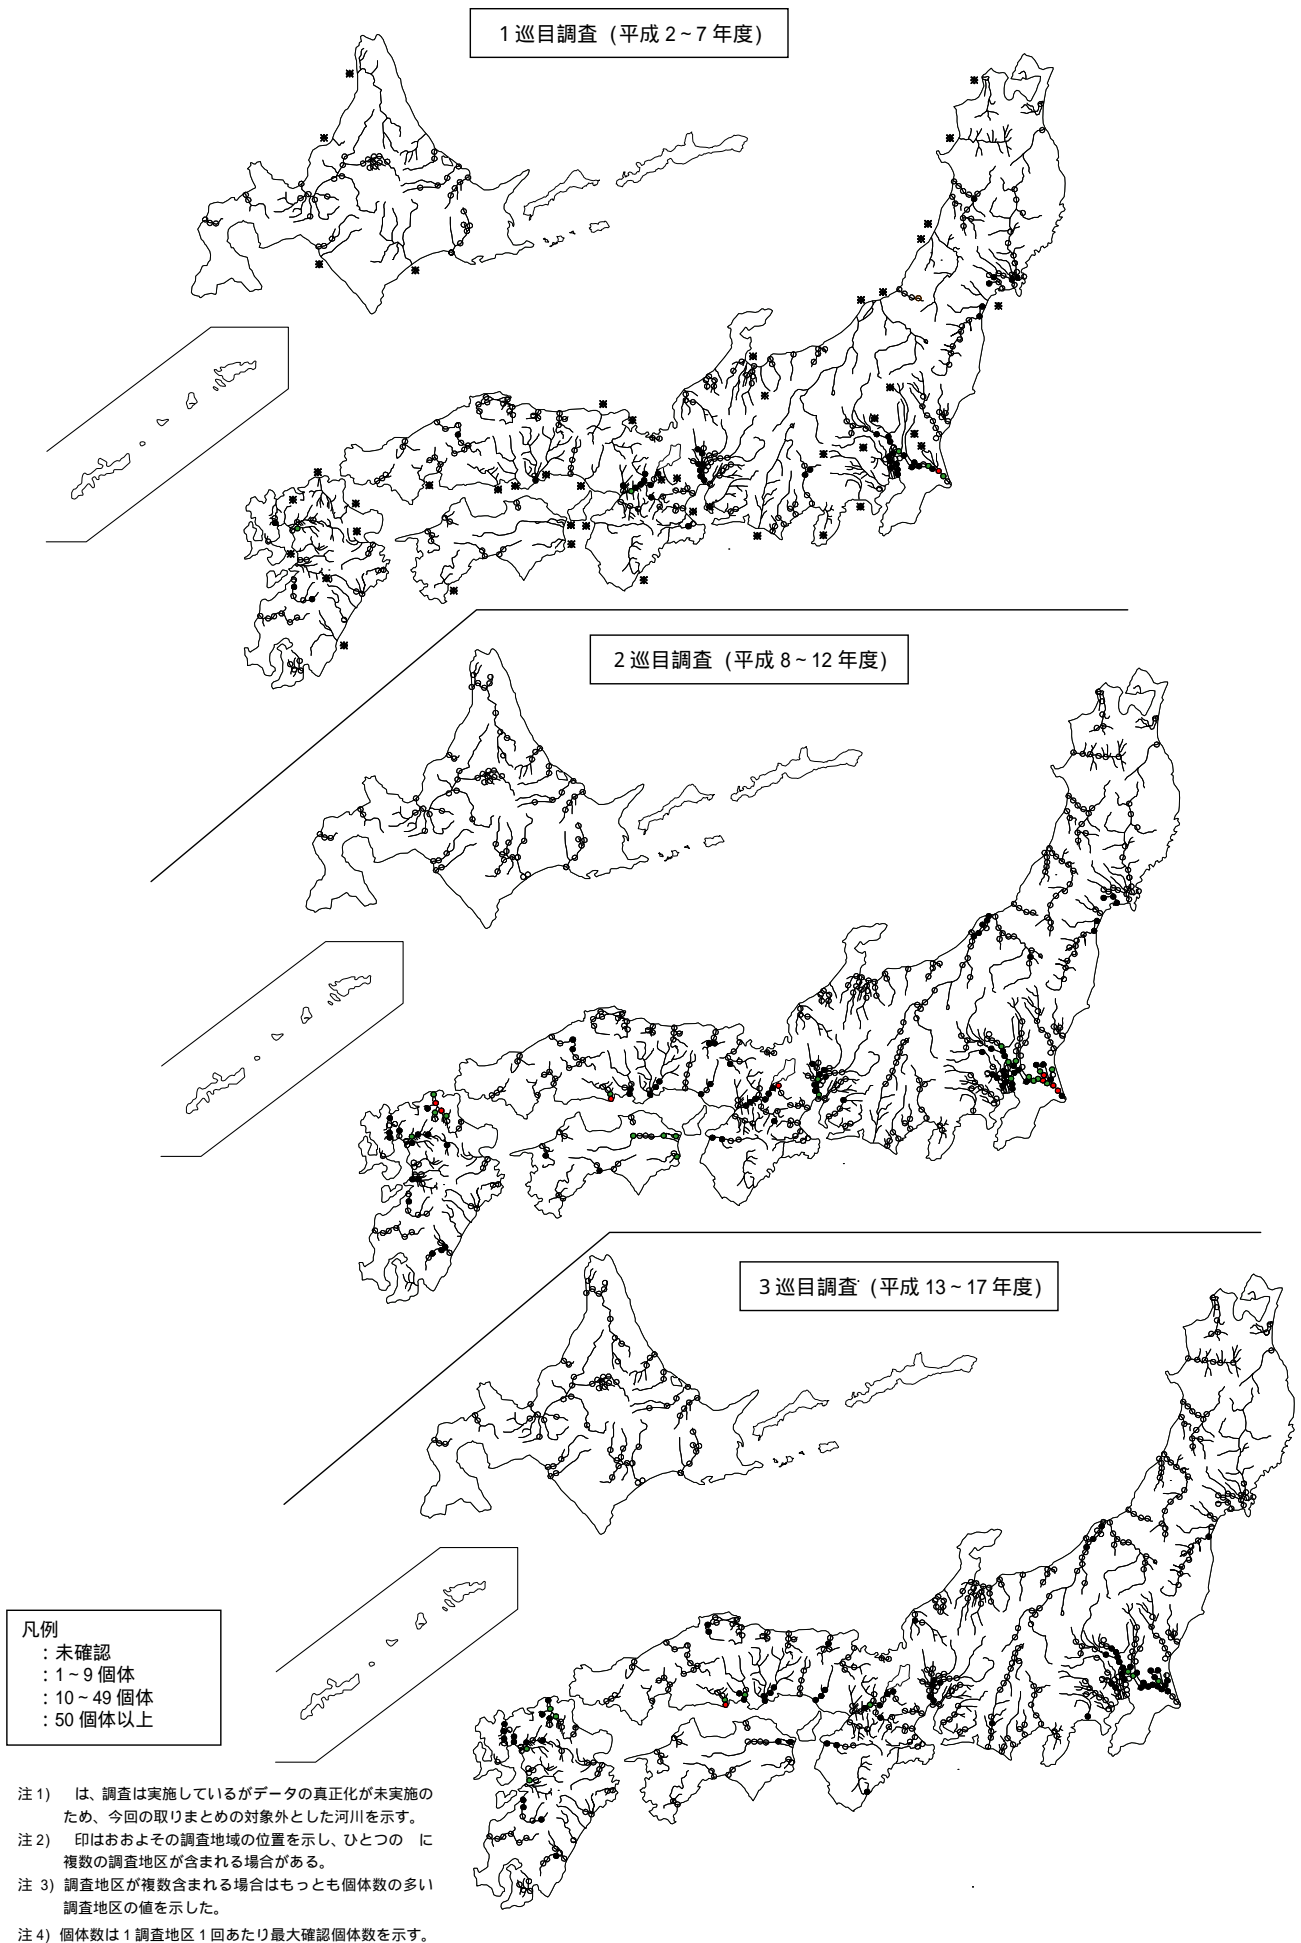 1 巡目調査 (平成 2~7 年度)
2 巡目調査 (平成 8~12 年度)
3 巡目調査 (平成 13~17 年度)
凡例
：未確認
：1~9 個体
：10~49 個体
：50 個体以上
注 1)　は、調査は実施しているがデータの真正化が未実施の
ため、今回の取りまとめの対象外とした河川を示す。
注 2)　印はおおよその調査地域の位置を示し、ひとつの　に
複数の調査地区が含まれる場合がある。
注 3) 調査地区が複数含まれる場合はもっとも個体数の多い
調査地区の値を示した。
注 4) 個体数は 1 調査地区 1 回あたり最大確認個体数を示す。